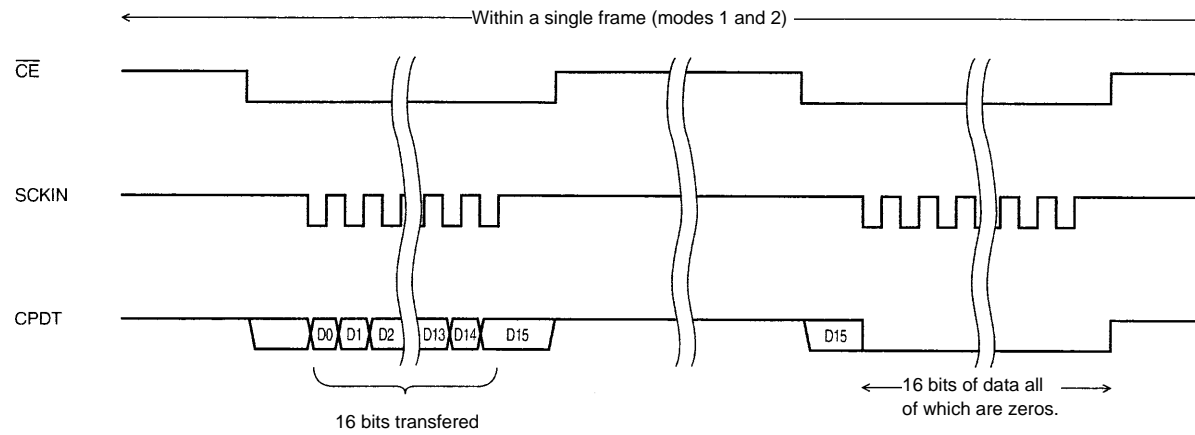 Within a single frame (modes 1 and 2)
CE
SCKIN
CPDT
D0 D1 D2 D13 D14 D15 D15
16 bits transfered
16 bits of data all
of which are zeros.